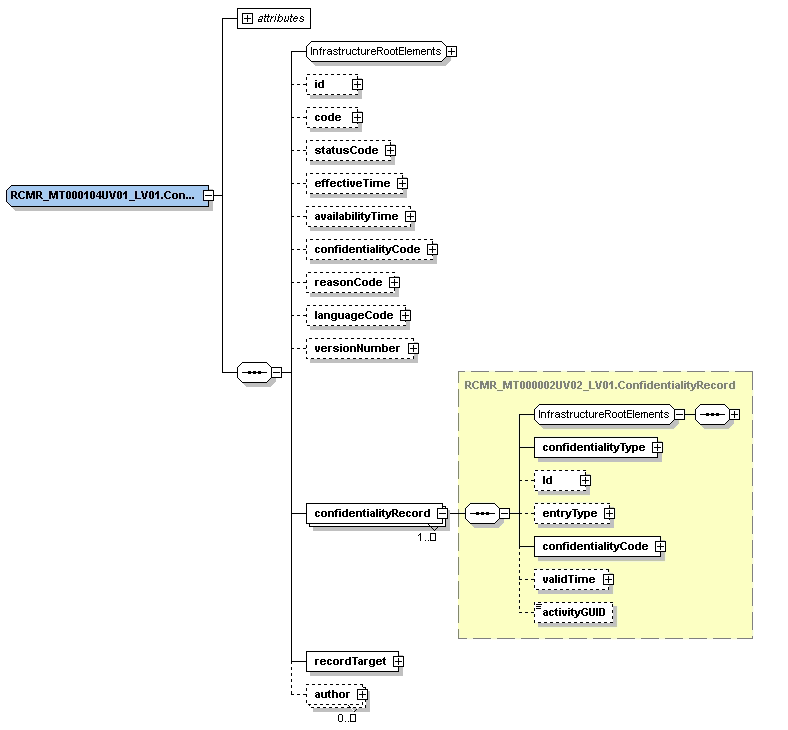 attributes
InfrastructureRootElements
id
code
statusCode
effectiveTime
RCMR_MT000104UV01_LV01.Con...
availabilityTime
confidentialityCode
reasonCode
languageCode
versionNumber
RCMR_MT000002UV02_LV01.ConfidentialityRecord
InfrastructureRootElements
confidentialityType
Id
entryType
confidentialityCode
validTime
activityGUID
confidentialityRecord
1..▯
recordTarget
author
0..▯